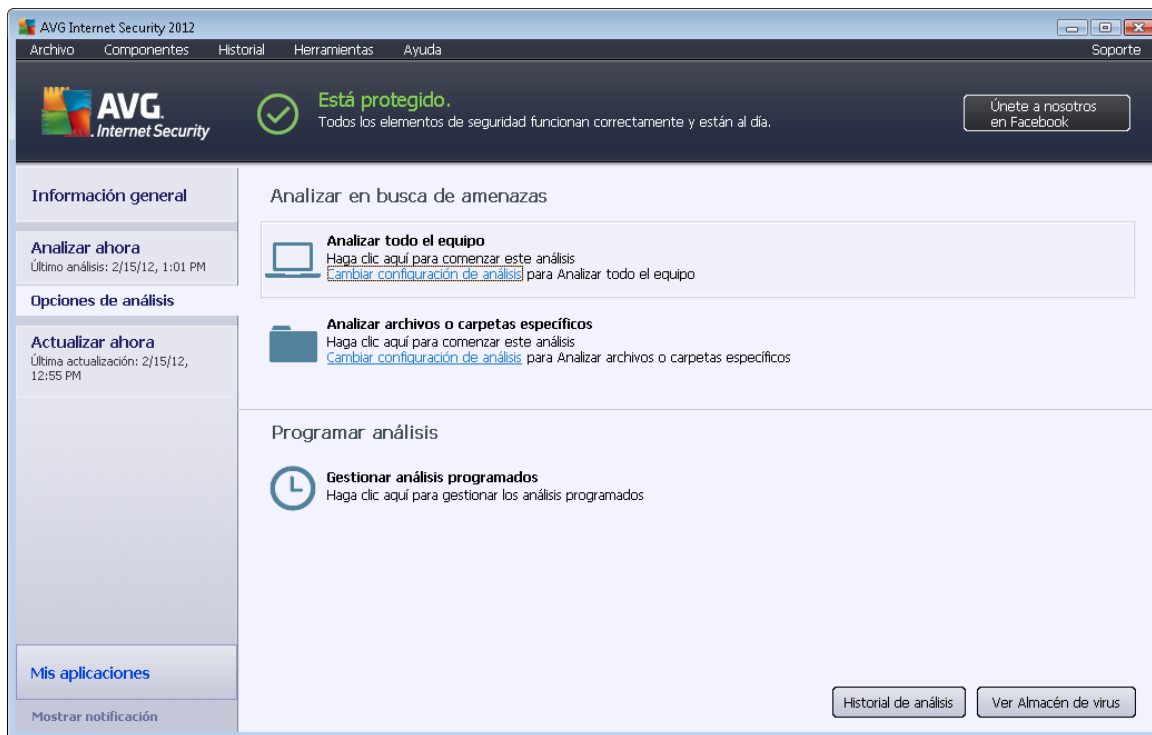 AVG Internet Security 2012
Archivo Componentes Historial Herramientas Ayuda Soporte
AVG.
Internet Security
Está protegido.
Todos los elementos de seguridad funcionan correctamente y están al día.
Únete a nosotros
en Facebook
Información general
Analizar ahora
Último análisis: 2/15/12, 1:01 PM
Opciones de análisis
Actualizar ahora
Última actualización: 2/15/12,
12:55 PM
Analizar en busca de amenazas
Analizar todo el equipo
Haga clic aquí para comenzar este análisis
Cambiar configuración de análisis para Analizar todo el equipo
Analizar archivos o carpetas específicos
Haga clic aquí para comenzar este análisis
Cambiar configuración de análisis para Analizar archivos o carpetas específicos
Programar análisis
Gestionar análisis programados
Haga clic aquí para gestionar los análisis programados
Mis aplicaciones
Mostrar notificación
Historial de análisis
Ver Almacén de virus